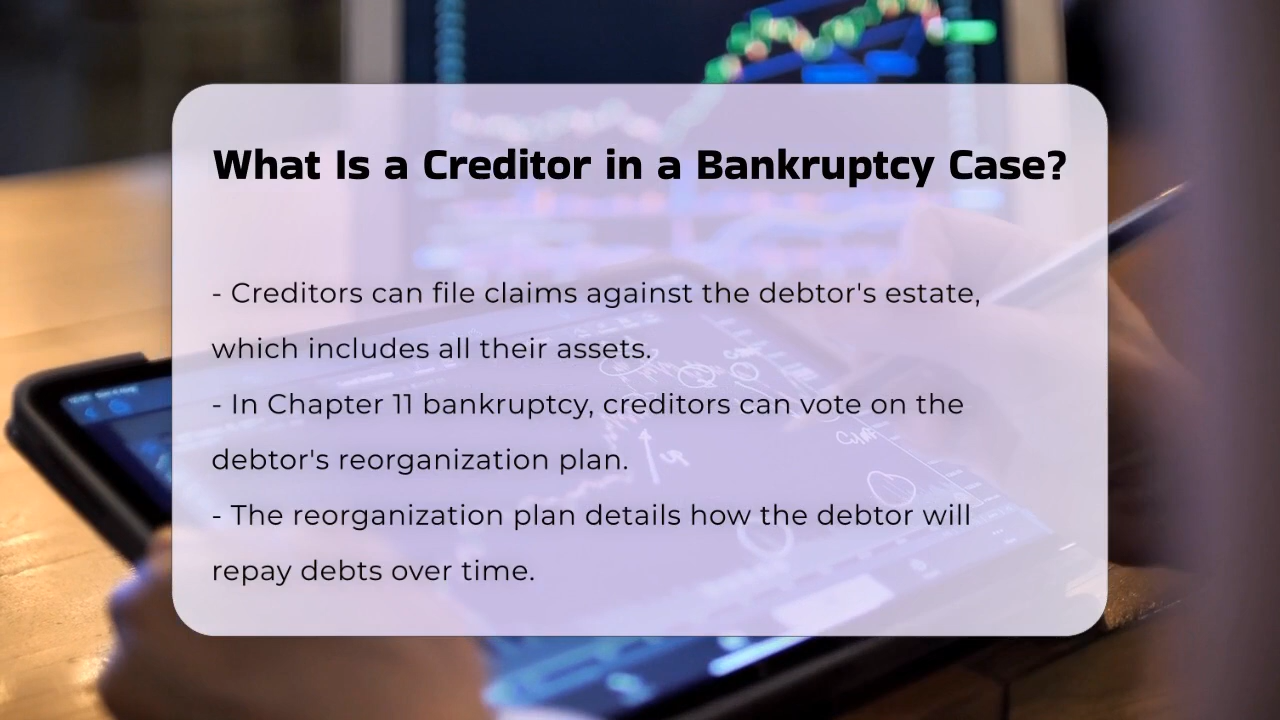 What Is a Creditor in a Bankruptcy Case?
- Creditors can file claims against the debtor's estate,
which includes all their assets.
- In Chapter 11 bankruptcy, creditors can vote on the
debtor's reorganization plan.
- The reorganization plan details how the debtor will
repay debts over time.